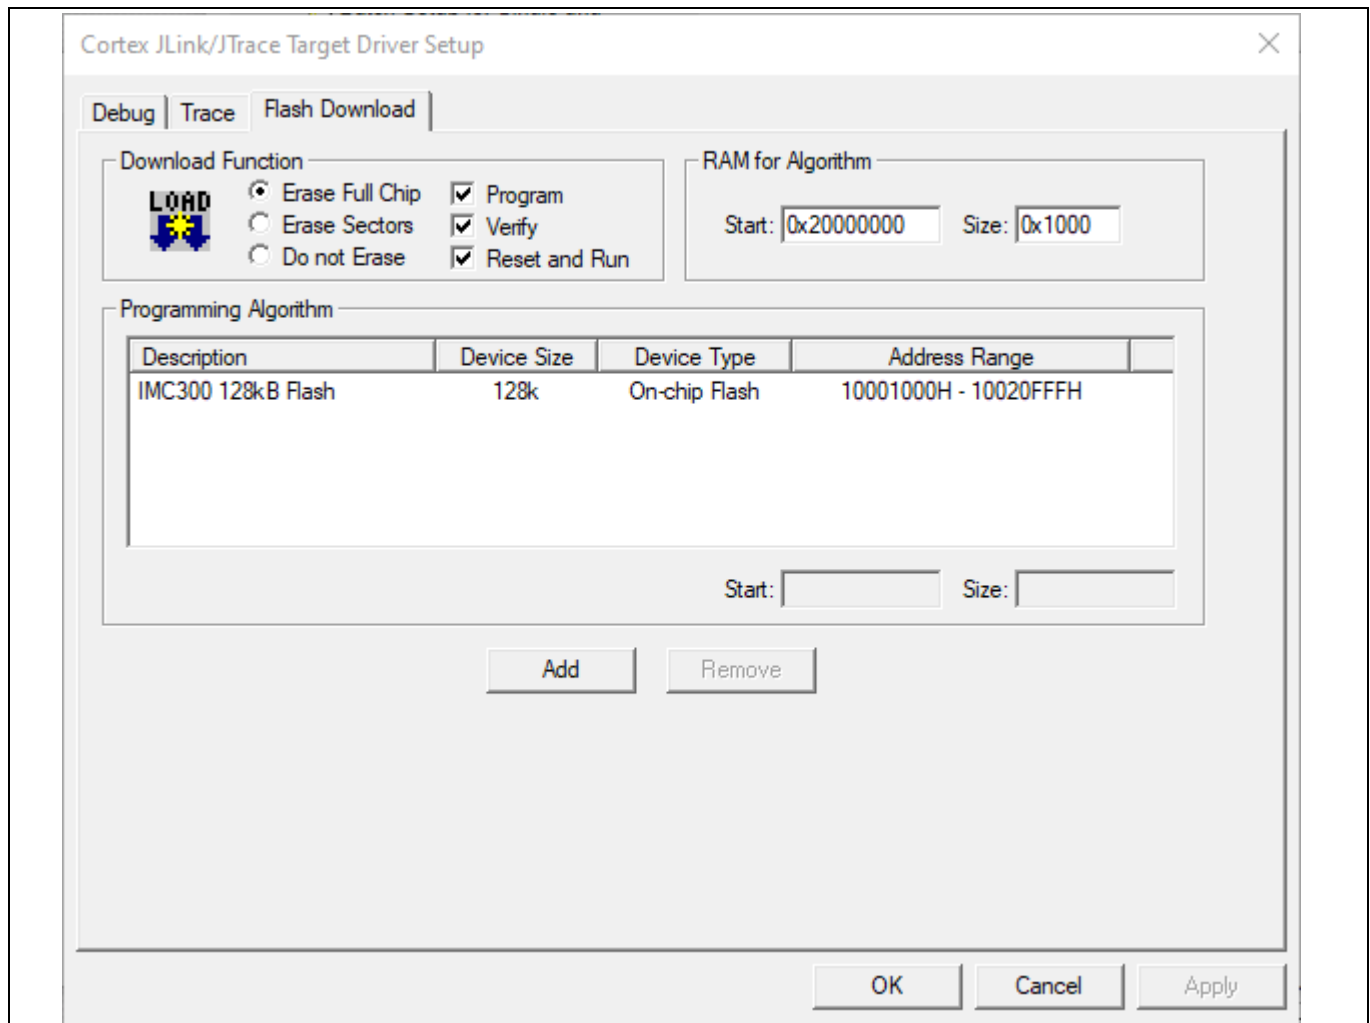 Cortex JLink/JTrace Target Driver Setup
Debug Trace Flash Download
Download Function
LOAD
Erase Full Chip
Erase Sectors
Do not Erase
Program
Verify
Reset and Run
RAM for Algorithm
Start: 0x20000000 Size: 0x1000
Programming Algorithm
Description Device Size Device Type Address Range
IMC300 128kB Flash 128k On-chip Flash 10001000H - 10020FFFH
Start: Size:
Add Remove
OK Cancel Apply